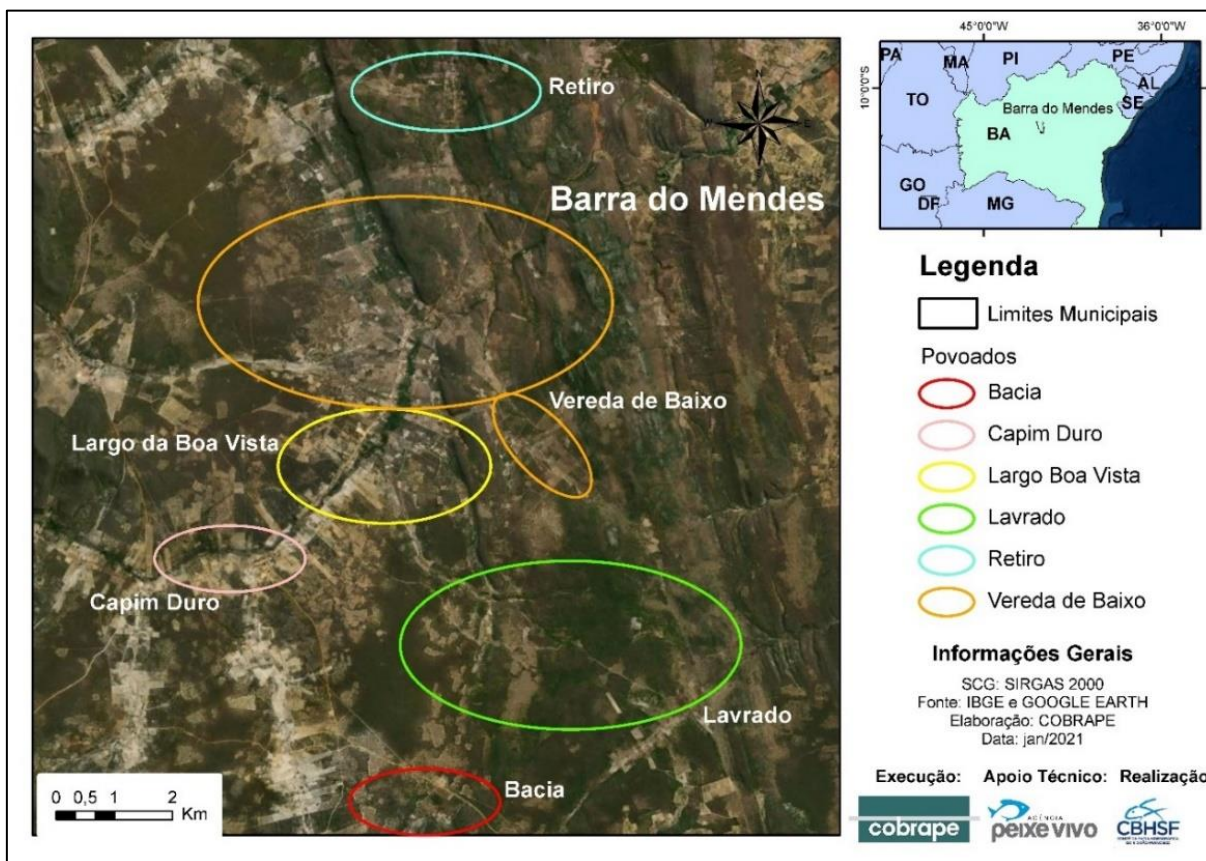 Retiro
Barra do Mendes
Vereda de Baixo
Largo da Boa Vista
Capim Duro
Lavrado
Bacia
0 0,5 1 2
Km
N
W
E
S
45°0'0"W 36°0'0"W
10°0'0"S
PA
MA
PI
PE
AL
SE
TO
Barra do Mendes
BA
GO
DF
MG
Legenda
Limites Municipais
Povoados
Bacia
Capim Duro
Largo Boa Vista
Lavrado
Retiro
Vereda de Baixo
Informações Gerais
SCG: SIRGAS 2000
Fonte: IBGE e GOOGLE EARTH
Elaboração: COBRAPE
Data: jan/2021
Execução: Apoio Técnico: Realização
cobrape
AGÊNCIA
peixe vivo
CBHSF